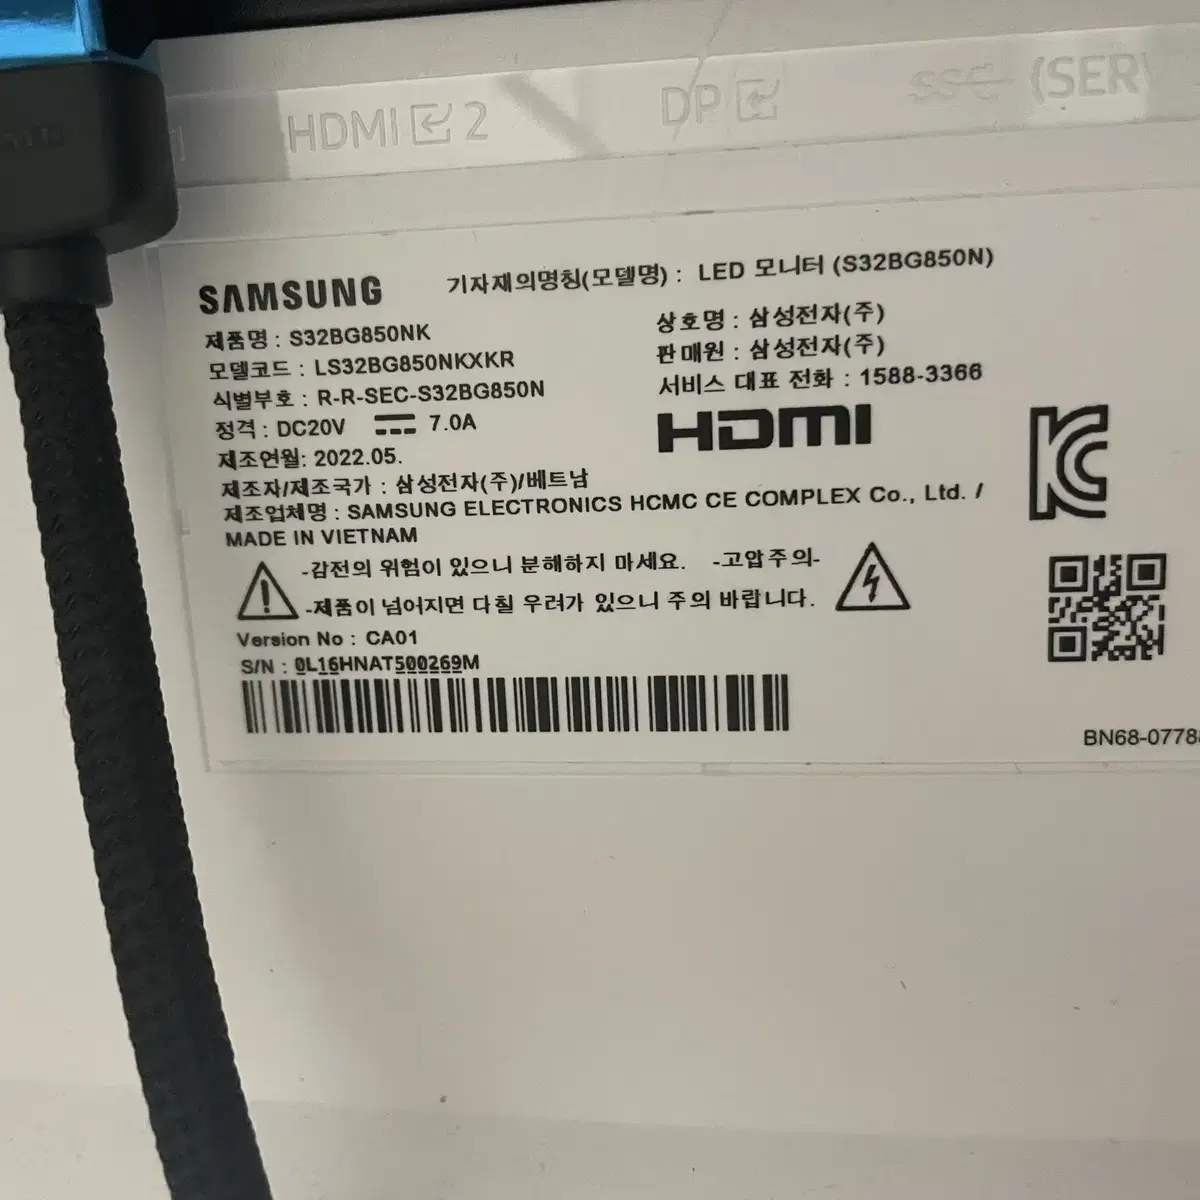 HDMI 2
DP
(SERV
SAMSUNG
기자재의명칭(모델명) : LED 모니터 (S32BG850N)
제품명 : S32BG850NK
모델코드 : LS32BG850NKXKR
식별부호 : R-R-SEC-S32BG850N
정격 : DC20V 7.0A
제조연월: 2022.05.
상호명 : 삼성전자(주)
판매원 : 삼성전자(주)
서비스 대표 전화 : 1588-3366
HDMI
제조자/제조국가 : 삼성전자(주)/베트남
제조업체명 : SAMSUNG ELECTRONICS HCMC CE COMPLEX Co., Ltd. /
MADE IN VIETNAM
-감전의 위험이 있으니 분해하지 마세요. -고압주의-
-제품이 넘어지면 다칠 우려가 있으니 주의 바랍니다.
Version No : CA01
S/N : 0L16HNAT500269M
BN68-0778